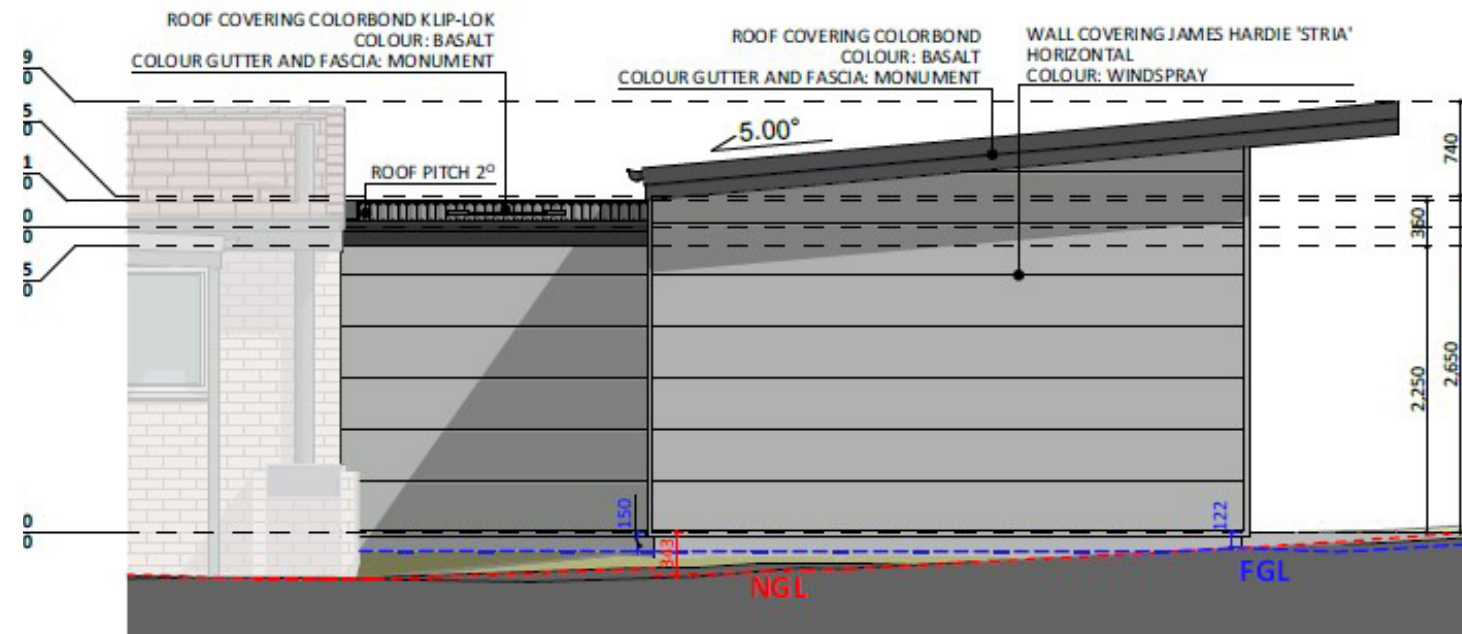 ROOF COVERING COLORBOND KLIP-LOK
COLOUR: BASALT
COLOUR GUTTER AND FASCIA: MONUMENT
ROOF COVERING COLORBOND
COLOUR: BASALT
COLOUR GUTTER AND FASCIA: MONUMENT
WALL COVERING JAMES HARDIE 'STRIA'
HORIZONTAL
COLOUR: WINDSPRAY
5.00°
ROOF PITCH 2°
740
360
2,250
2,650
150
343
122
NGL
FGL